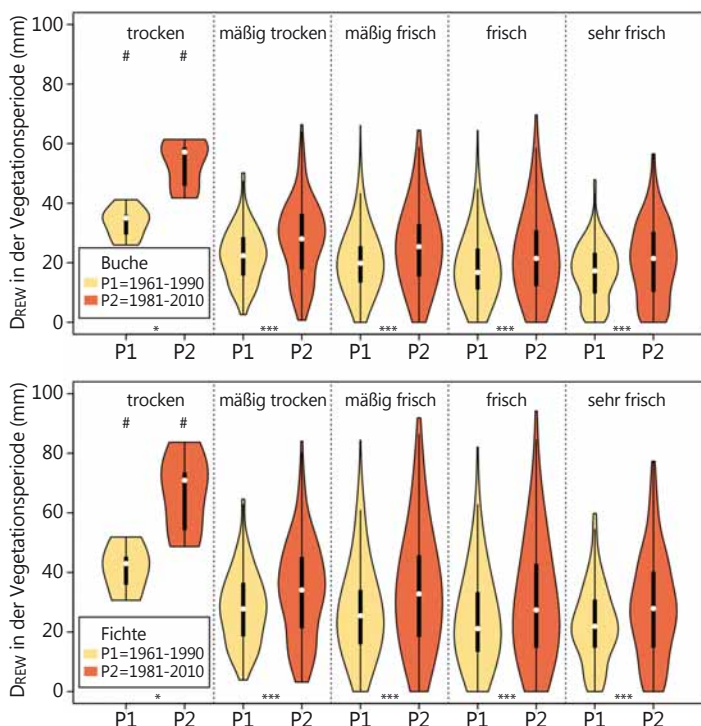 trocken mäßig trocken mäßig frisch frisch sehr frisch
# #
100
80
60
40
20
0
DREW in der Vegetationsperiode (mm)
Buche
P1=1961-1990
P2=1981-2010
* *** *** *** ***
P1 P2 P1 P2 P1 P2 P1 P2 P1 P2
trocken mäßig trocken mäßig frisch frisch sehr frisch
# #
100
80
60
40
20
0
DREW in der Vegetationsperiode (mm)
Fichte
P1=1961-1990
P2=1981-2010
* *** *** *** ***
P1 P2 P1 P2 P1 P2 P1 P2 P1 P2